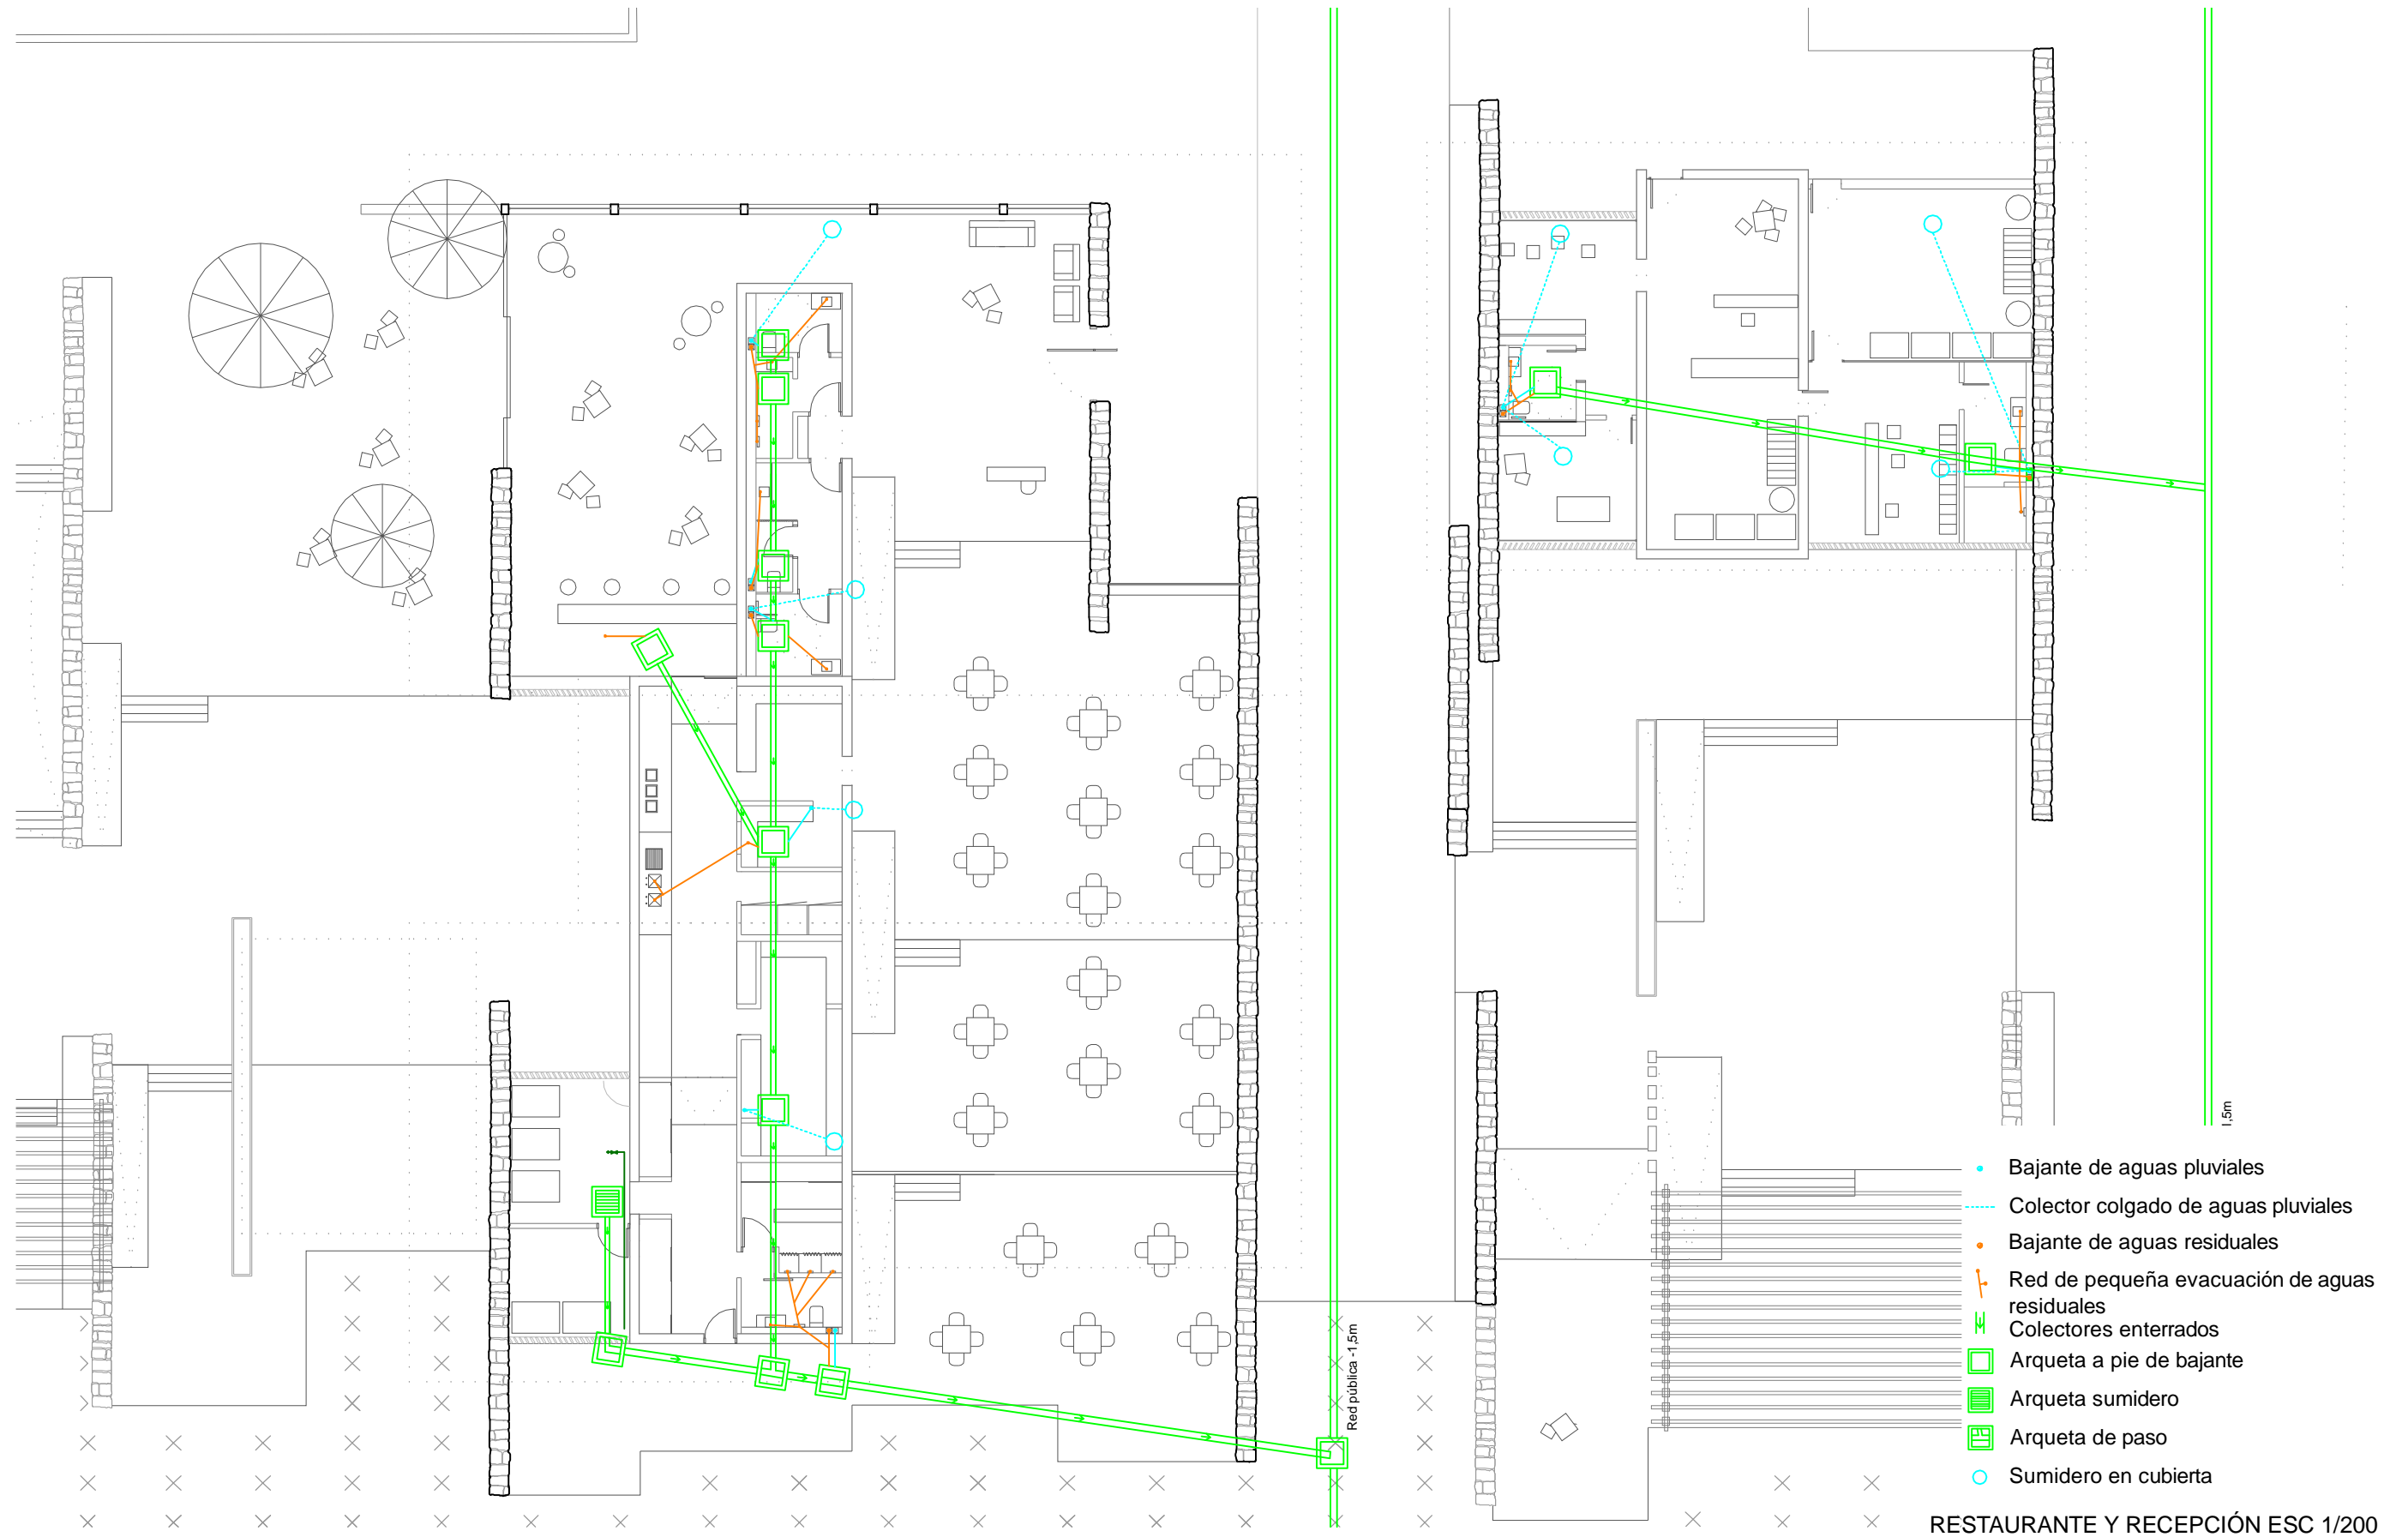 Red pública -1,5m
1,5m
Bajante de aguas pluviales
Colector colgado de aguas pluviales
Bajante de aguas residuales
Red de pequeña evacuación de aguas
residuales
Colectores enterrados
Arqueta a pie de bajante
Arqueta sumidero
Arqueta de paso
Sumidero en cubierta
RESTAURANTE Y RECEPCIÓN ESC 1/200